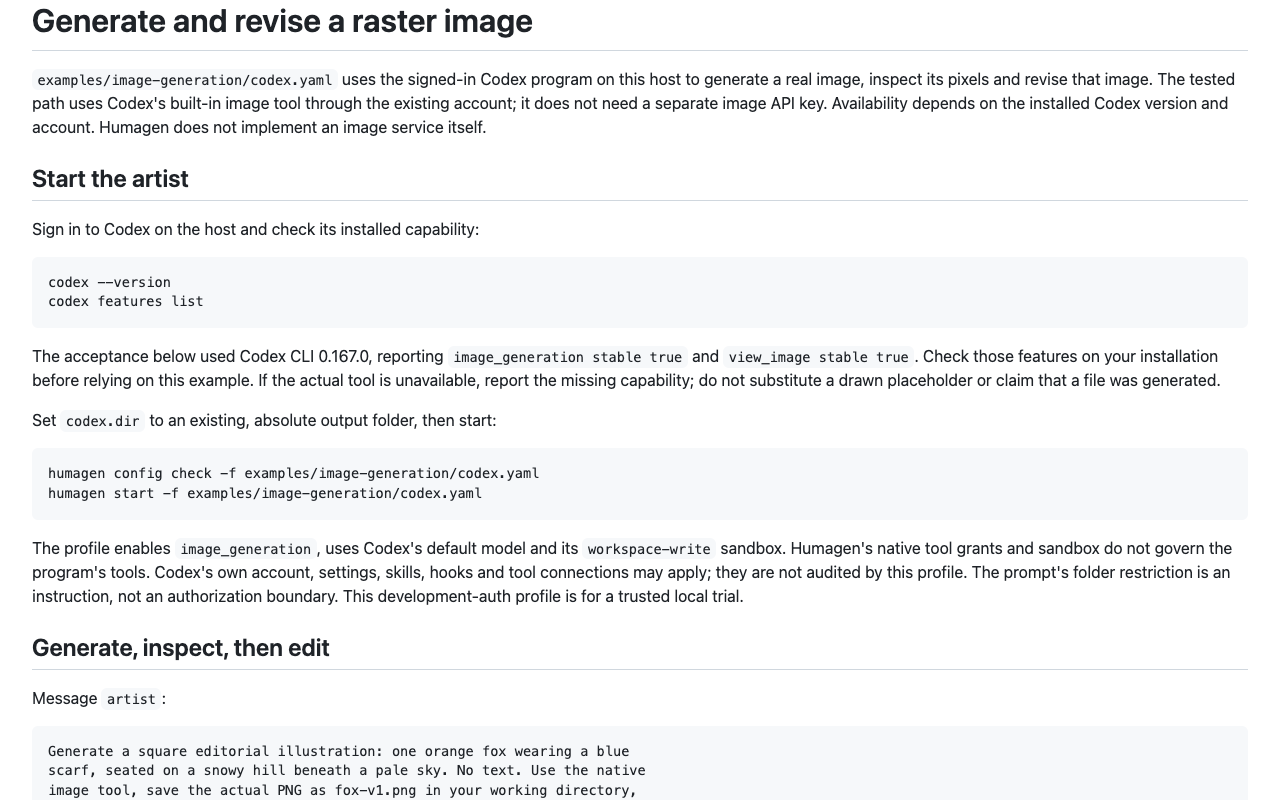 Generate and revise a raster image
examples/image-generation/codex.yaml uses the signed-in Codex program on this host to generate a real image, inspect its pixels and revise that image. The tested
path uses Codex's built-in image tool through the existing account; it does not need a separate image API key. Availability depends on the installed Codex version and
account. Humagen does not implement an image service itself.
Start the artist
Sign in to Codex on the host and check its installed capability:
codex --version
codex features list
The acceptance below used Codex CLI 0.167.0, reporting image_generation stable true and view_image stable true. Check those features on your installation
before relying on this example. If the actual tool is unavailable, report the missing capability; do not substitute a drawn placeholder or claim that a file was generated.
Set codex.dir to an existing, absolute output folder, then start:
humagen config check -f examples/image-generation/codex.yaml
humagen start -f examples/image-generation/codex.yaml
The profile enables image_generation, uses Codex's default model and its workspace-write sandbox. Humagen's native tool grants and sandbox do not govern the
program's tools. Codex's own account, settings, skills, hooks and tool connections may apply; they are not audited by this profile. The prompt's folder restriction is an
instruction, not an authorization boundary. This development-auth profile is for a trusted local trial.
Generate, inspect, then edit
Message artist:
Generate a square editorial illustration: one orange fox wearing a blue
scarf, seated on a snowy hill beneath a pale sky. No text. Use the native
image tool, save the actual PNG as fox-v1.png in your working directory,